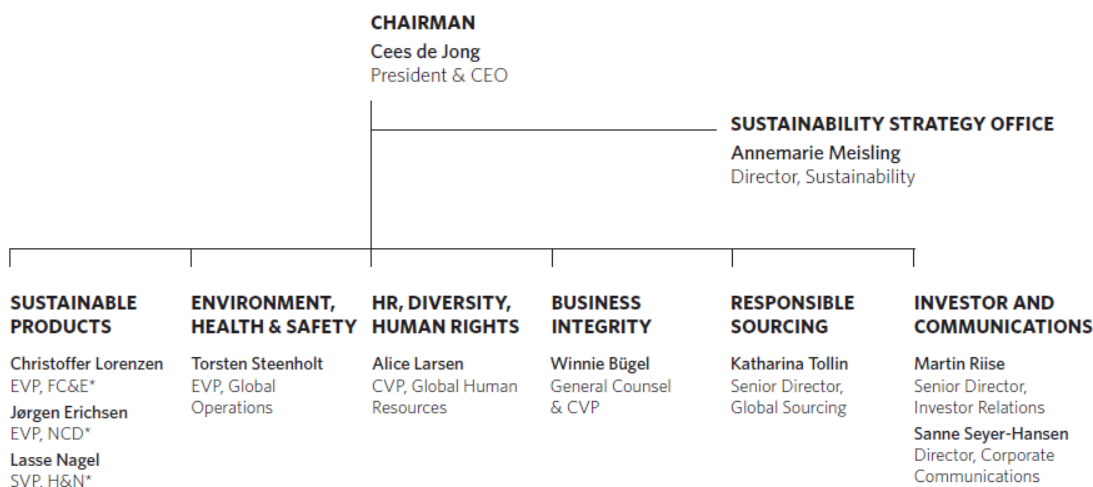 CHAIRMAN
Cees de Jong
President & CEO
SUSTAINABILITY STRATEGY OFFICE
Annemarie Meisling
Director, Sustainability
SUSTAINABLE
PRODUCTS
Christoffer Lorenzen
EVP, FC&E*
Jørgen Erichsen
EVP, NCD*
Lasse Nagel
SVP, H&N*
ENVIRONMENT,
HEALTH & SAFETY
Torsten Steenholt
EVP, Global
Operations
HR, DIVERSITY,
HUMAN RIGHTS
Alice Larsen
CVP, Global Human
Resources
BUSINESS
INTEGRITY
Winnie Bügel
General Counsel
& CVP
RESPONSIBLE
SOURCING
Katharina Tollin
Senior Director,
Global Sourcing
INVESTOR AND
COMMUNICATIONS
Martin Riise
Senior Director,
Investor Relations
Sanne Seyer-Hansen
Director, Corporate
Communications